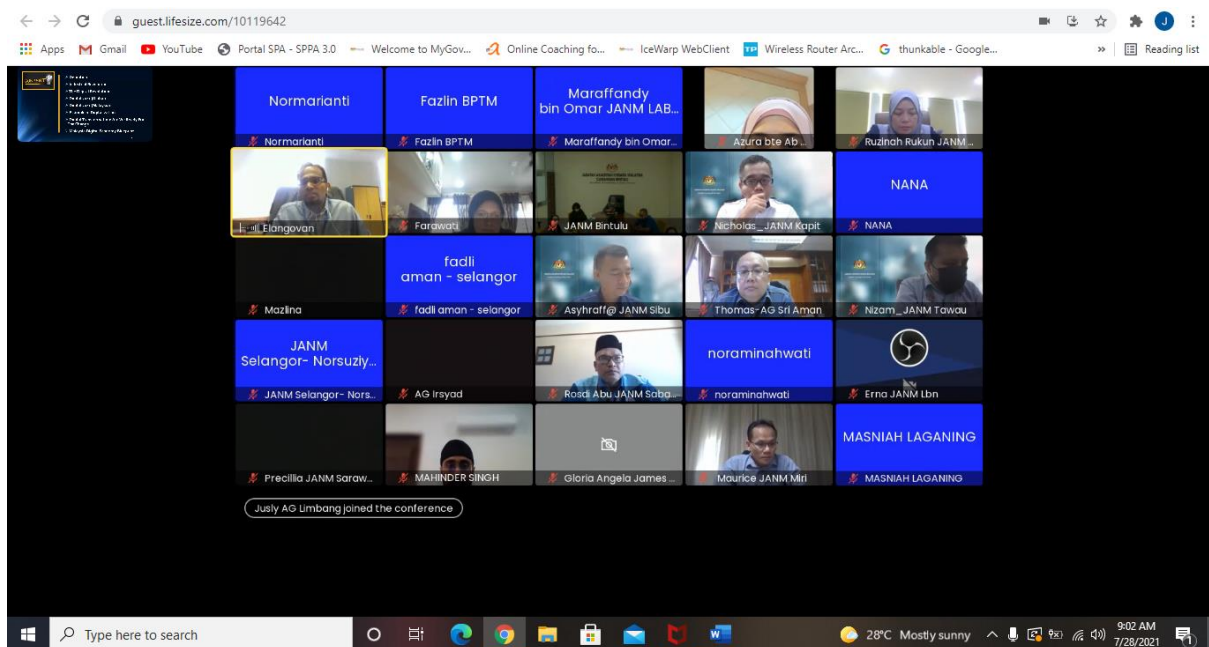 guest.lifesize.com/10119642
J
Apps Gmail YouTube Portal SPA - SPPA 3.0 Welcome to MyGov... Online Coaching fo... IceWarp WebClient TP Wireless Router Arc... G thunkable - Google... » Reading list
Normarianti
Normarianti
Fazlin BPTM
Fazlin BPTM
Maraffandy
bin Omar JANM LAB...
Maraffandy bin Omar...
Azura bte Ab...
Ruzinah Rukun JANM ...
Elangovan
Farawati
JANM Bintulu
Nicholas_JANM Kapit
NANA
NANA
Mazlina
fadli
aman - selangor
fadli aman - selangor
Asyhraff@ JANM Sibu
Thomas-AG Sri Aman
Nizam_JANM Tawau
JANM
Selangor- Norsuziy...
JANM Selangor- Nors...
AG Irsyad
Rosdi Abu JANM Saba...
noraminahwati
noraminahwati
Erna JANM Lbn
Precillia JANM Saraw...
MAHINDER SINGH
Gloria Angela James ...
Maurice JANM Miri
MASNIAH LAGANING
MASNIAH LAGANING
Jusly AG Limbang joined the conference
Type here to search
W
28°C Mostly sunny
9:02 AM
7/28/2021